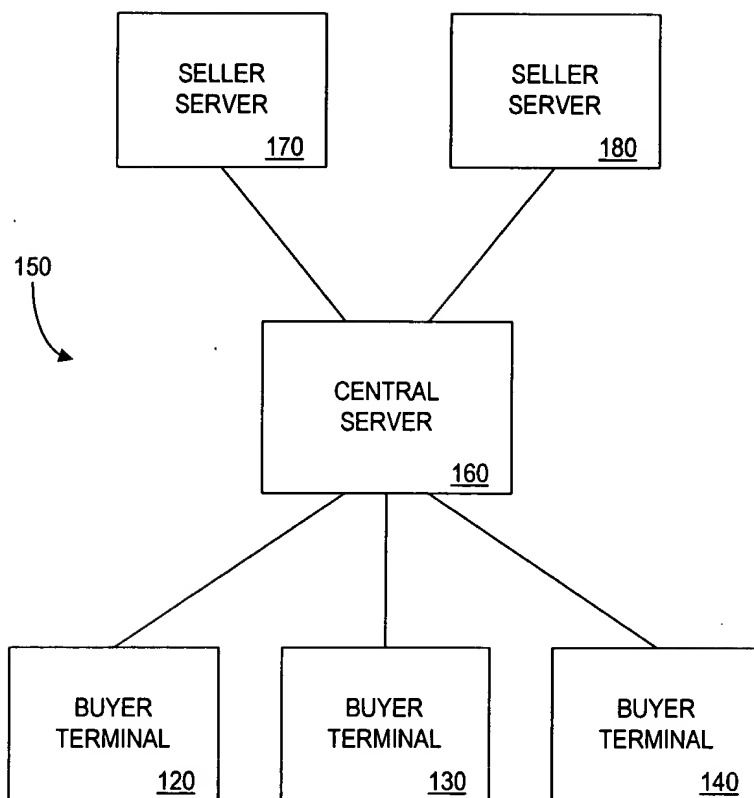 SELLER
SERVER
170
SELLER
SERVER
180
150
CENTRAL
SERVER
160
BUYER
TERMINAL
120
BUYER
TERMINAL
130
BUYER
TERMINAL
140